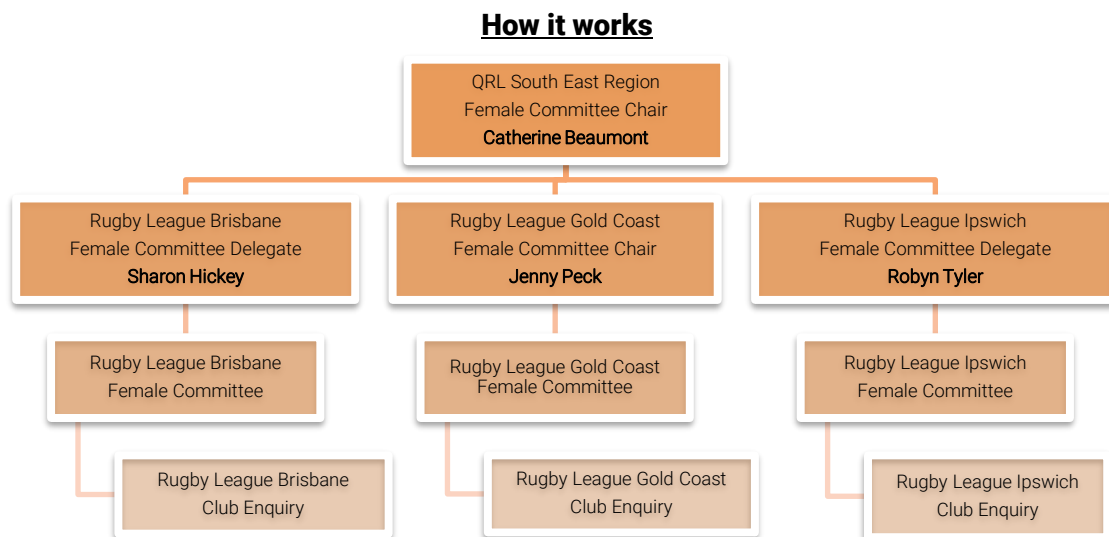 How it works
QRL South East Region
Female Committee Chair
Catherine Beaumont
Rugby League Brisbane
Female Committee Delegate
Sharon Hickey
Rugby League Gold Coast
Female Committee Chair
Jenny Peck
Rugby League Ipswich
Female Committee Delegate
Robyn Tyler
Rugby League Brisbane
Female Committee
Rugby League Gold Coast
Female Committee
Rugby League Ipswich
Female Committee
Rugby League Brisbane
Club Enquiry
Rugby League Gold Coast
Club Enquiry
Rugby League Ipswich
Club Enquiry